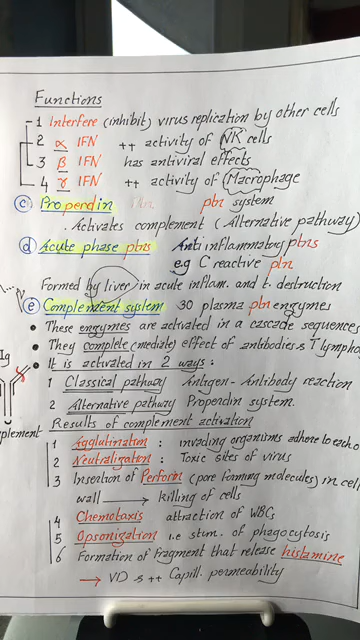 Functions
1 Interfere (inhibit) virus replication by other cells
2 α IFN ++ activity of NK cells
3 β IFN has antiviral effects
4 γ IFN ++ activity of Macrophage
c Properdin pbn system
. Activates complement (Alternative pathway)
d Acute phase pbns Anti inflammatory pbns
e.g C reactive ptn
Formed by liver in acute inflam. and t. destruction
e Complement system 30 plasma pbn enzymes
• These enzymes are activated in a cascade sequences
• They complete (mediate) effect of antibodies & T lympho
Ig
• It is activated in 2 ways:
1 Classical pathway Antigen-Antibody reaction
2 Alternative pathway Properdin system.
plement
Results of complement activation
1 Agglutination : invading organisms adhere to each o
2 Neutralization : Toxic sites of virus
3 Insertion of Perforin (pore forming molecules) in cell
wall → killing of cells
4 Chemotaxis attraction of WBCs
5 Opsonization i.e stim. of phagocytosis
6 Formation of fragment that release histamine
→ VD & ++ Capill. permeability